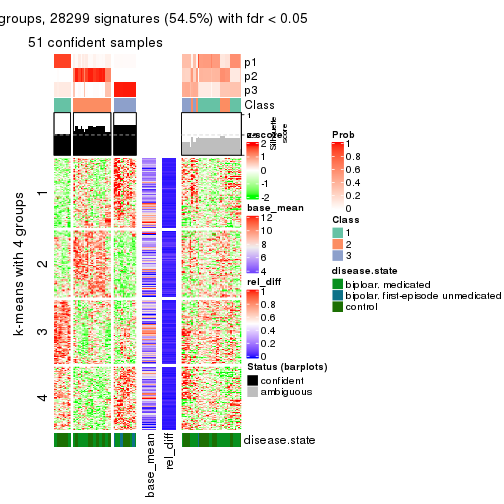 groups, 28299 signatures (54.5%) with fdr < 0.05
51 confident samples
p1
p2
p3
Class
1
Silhouette
score
z-score
2
0
-2
base_mean
12
10
8
6
4
rel_diff
1
0.8
0.6
0.4
0.2
0
Status (barplots)
confident
ambiguous
Prob
1
0.8
0.6
0.4
0.2
0
Class
1
2
3
disease.state
biploar. medicated
bipolar. first-episode unmedicated
control
k-means with 4 groups
1
2
3
4
base_mean
rel_diff
disease.state